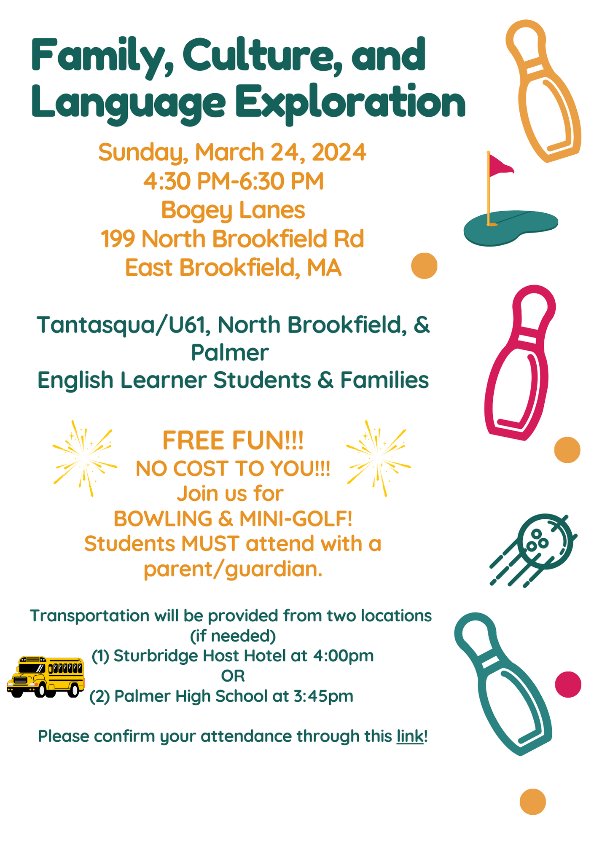 Family, Culture, and
Language Exploration
Sunday, March 24, 2024
4:30 PM-6:30 PM
Bogey Lanes
199 North Brookfield Rd
East Brookfield, MA
Tantasqua/U61, North Brookfield, &
Palmer
English Learner Students & Families
FREE FUN!!!
NO COST TO YOU!!!
Join us for
BOWLING & MINI-GOLF!
Students MUST attend with a
parent/guardian.
Transportation will be provided from two locations
(if needed)
(1) Sturbridge Host Hotel at 4:00pm
OR
(2) Palmer High School at 3:45pm
Please confirm your attendance through this link!